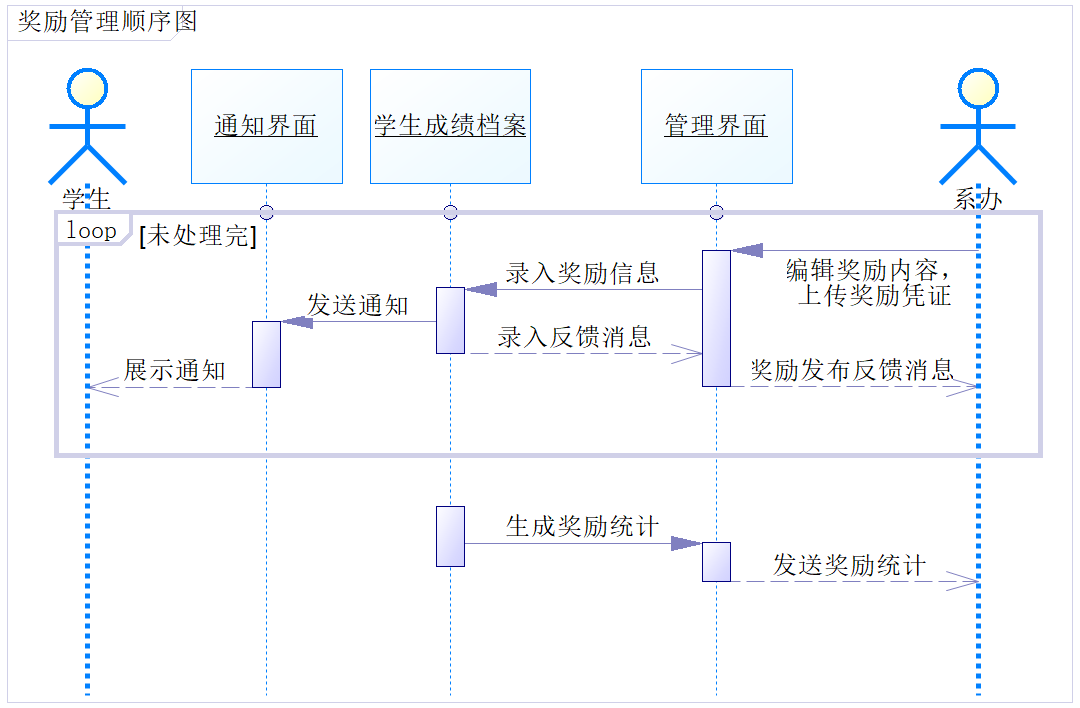 奖励管理顺序图
通知界面
学生成绩档案
管理界面
学生
系办
loop
[未处理完]
编辑奖励内容，
上传奖励凭证
录入奖励信息
发送通知
录入反馈消息
展示通知
奖励发布反馈消息
生成奖励统计
发送奖励统计